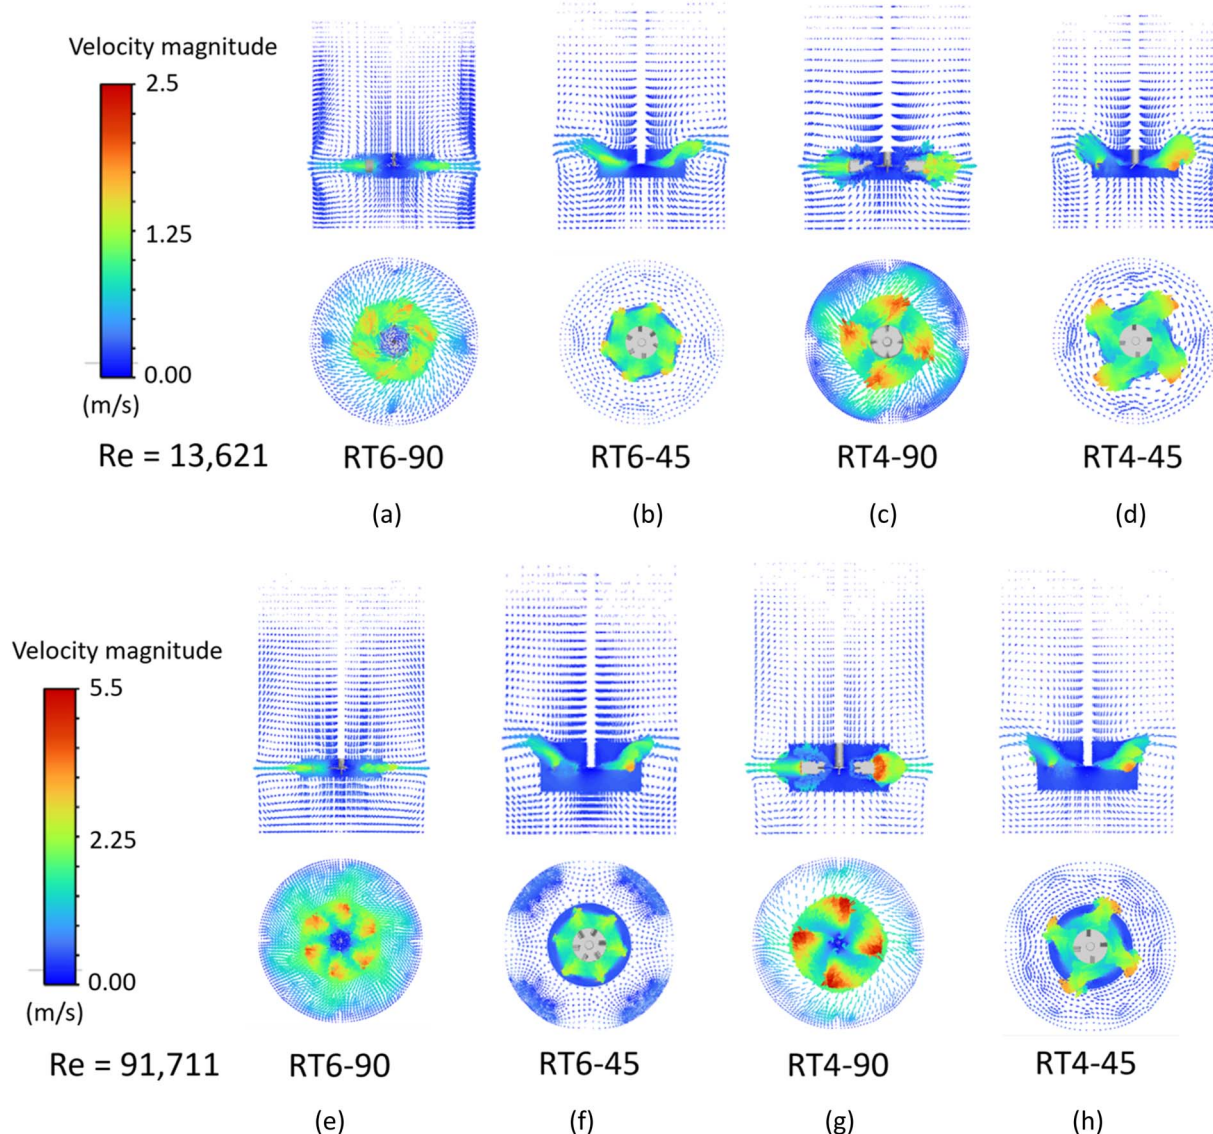 Velocity magnitude
2.5
1.25
0.00
(m/s)
Re = 13,621
RT6-90
RT6-45
RT4-90
RT4-45
(a)
(b)
(c)
(d)
Velocity magnitude
5.5
2.25
0.00
(m/s)
Re = 91,711
RT6-90
RT6-45
RT4-90
RT4-45
(e)
(f)
(g)
(h)